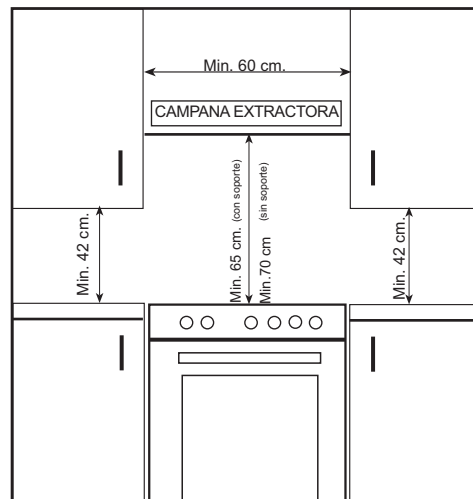 Min. 60 cm.
CAMPANA EXTRACTORA
Min. 42 cm.
Min. 65 cm. (con soporte)
Min.70 cm (sin soporte)
Min. 42 cm.